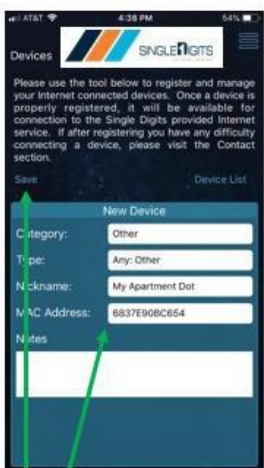 AT&T 4:38 PM 54%
SINGLE DIGITS
Devices
Please use the tool below to register and manage
your Internet connected devices. Once a device is
properly registered, it will be available for
connection to the Single Digits provided Internet
service. If after registering you have any difficulty
connecting a device, please visit the Contact
section.
Save Device List
New Device
Category: Other
Type: Any: Other
Nickname: My Apartment Dot
MAC Address: 6837E90BC654
Notes